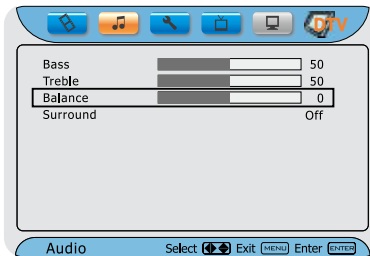 DTV
Bass 50
Treble 50
Balance 0
Surround Off
Audio Select Exit MENU Enter ENTER